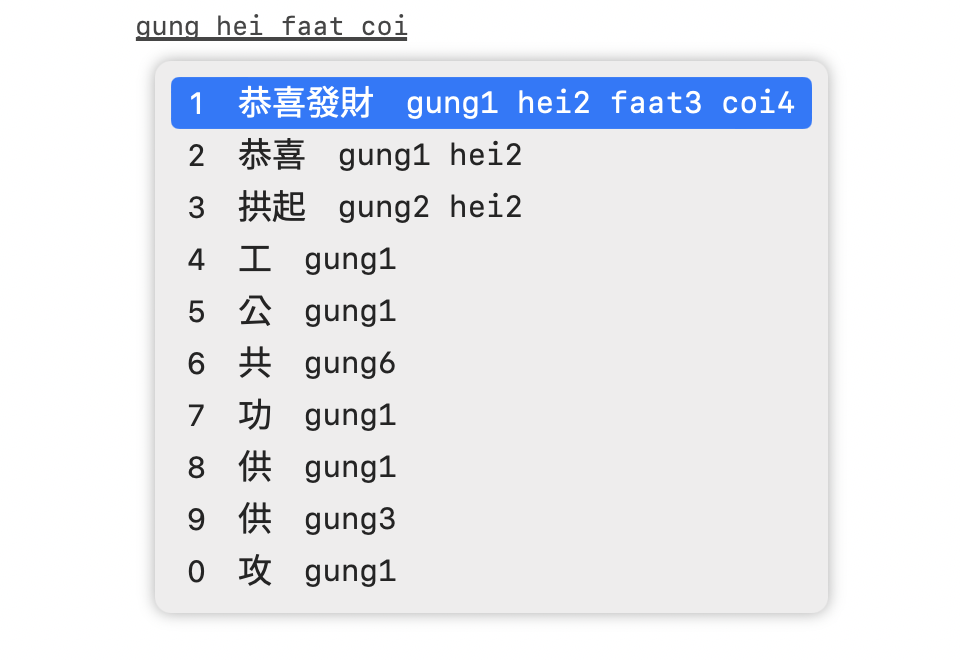 gung hei faat coi
1 恭喜發財 gung1 hei2 faat3 coi4
2 恭喜 gung1 hei2
3 拱起 gung2 hei2
4 工 gung1
5 公 gung1
6 共 gung6
7 功 gung1
8 供 gung1
9 供 gung3
0 攻 gung1